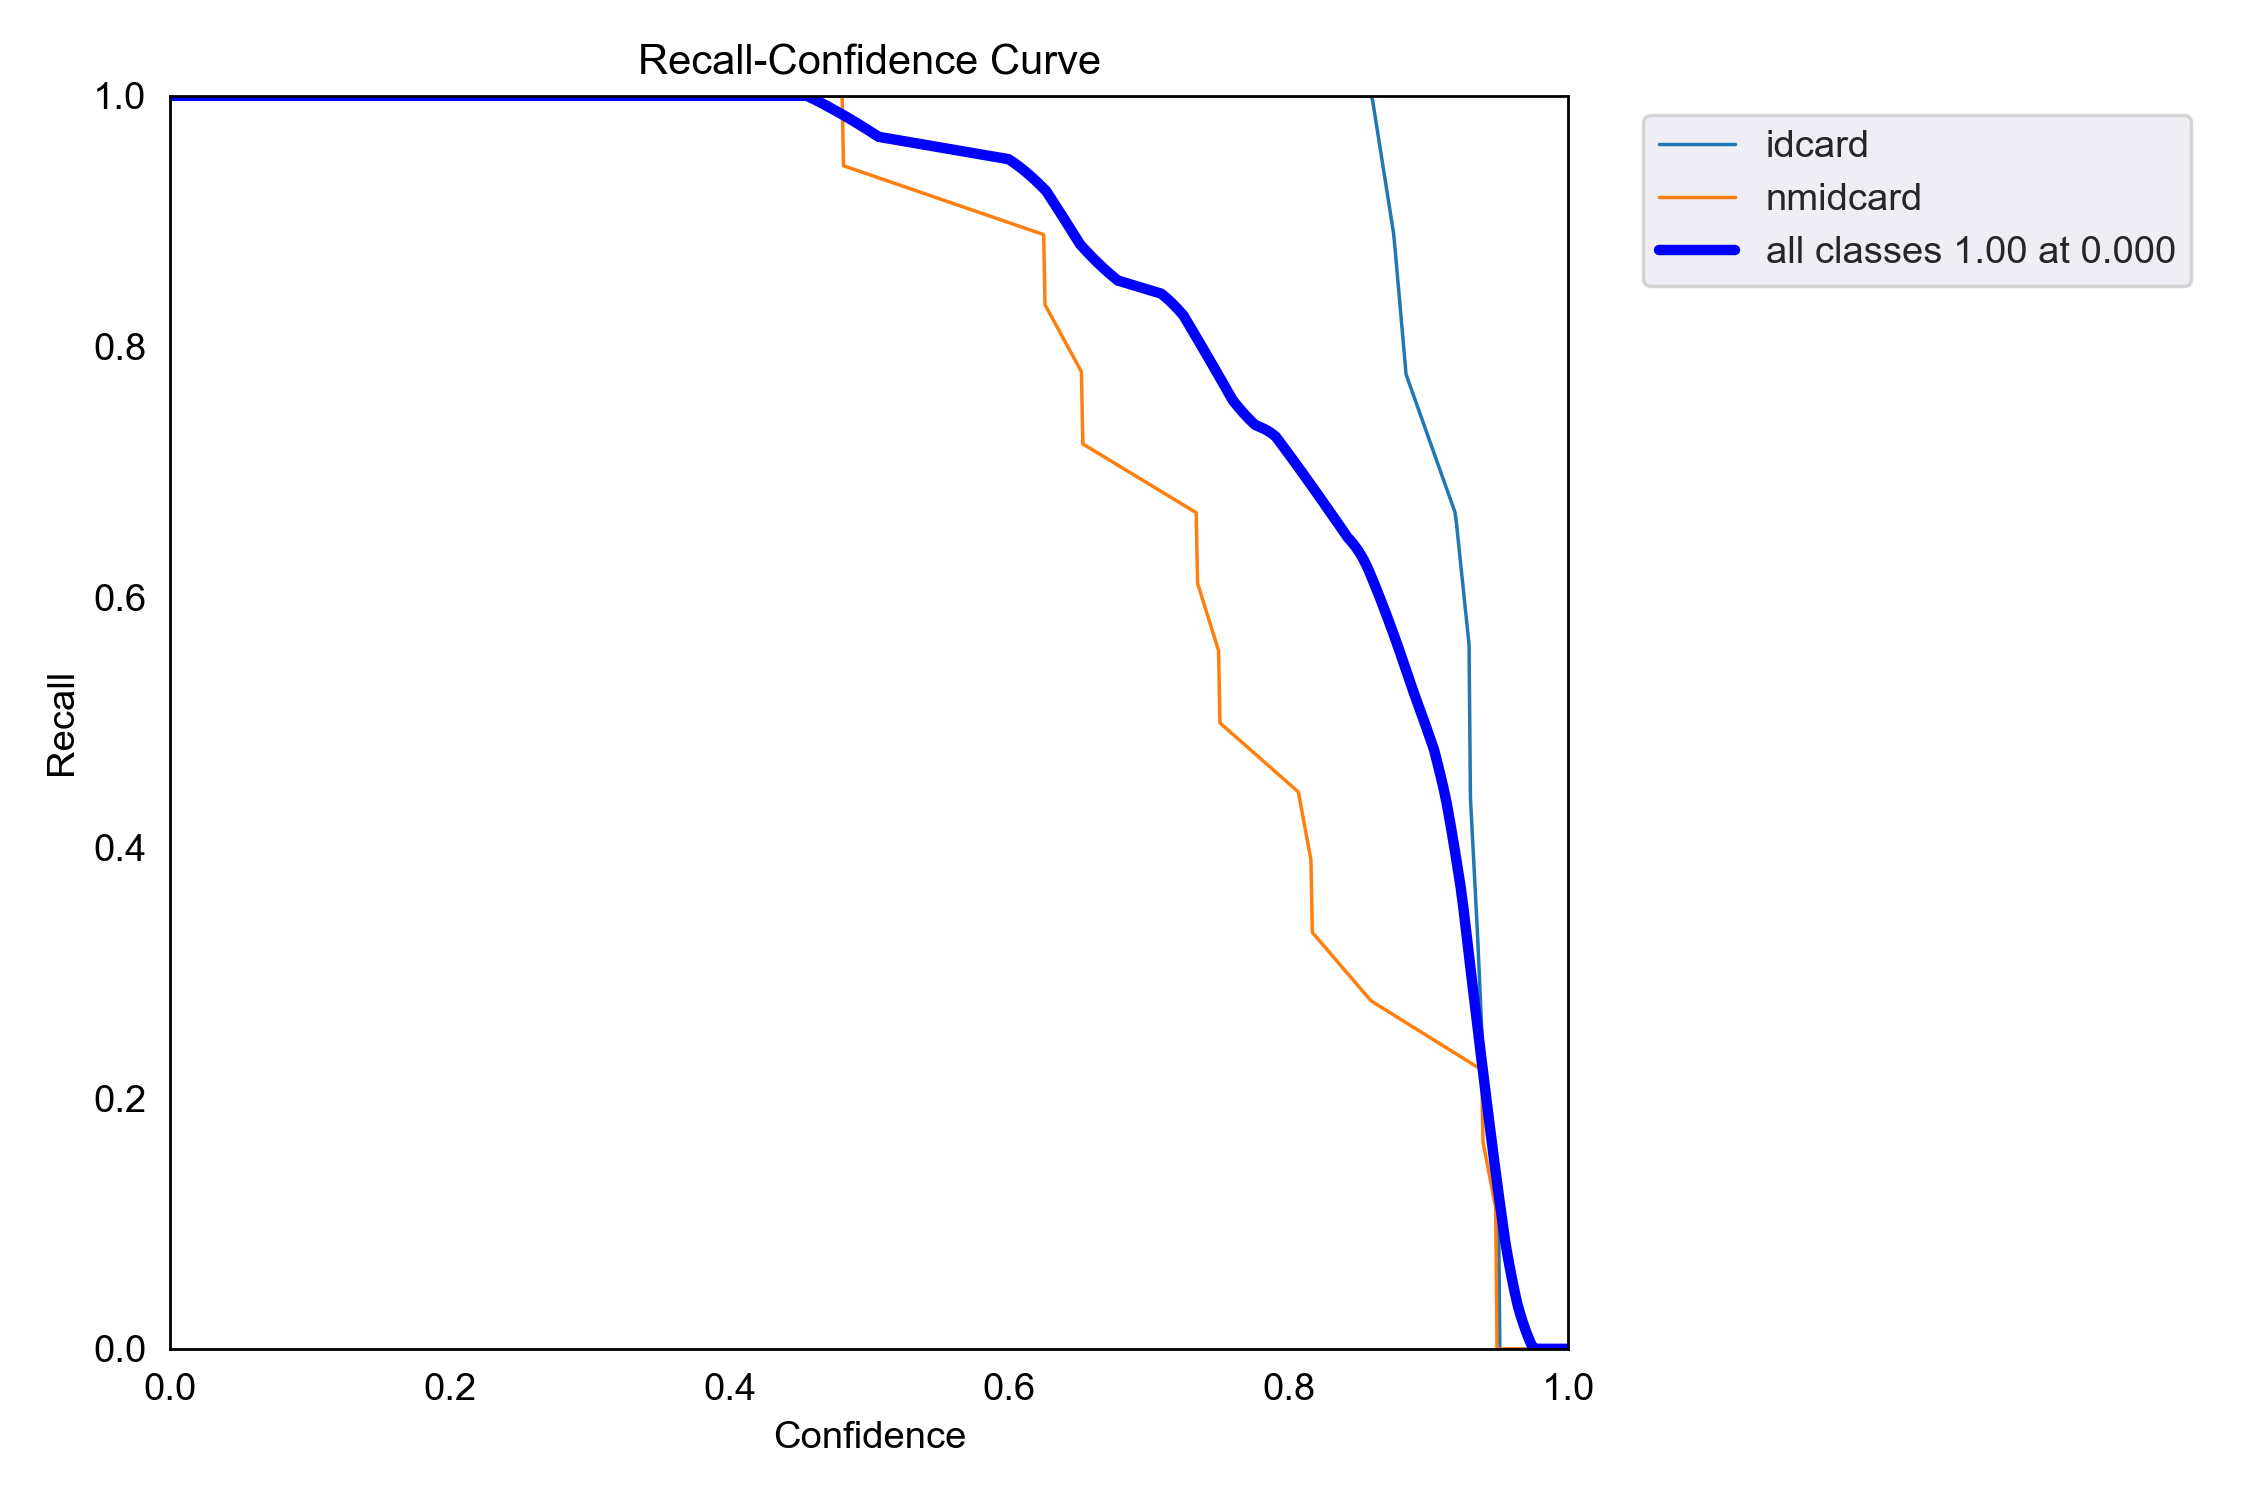 Recall-Confidence Curve
1.0
0.8
0.6
0.4
0.2
0.0
Recall
0.0 0.2 0.4 0.6 0.8 1.0
Confidence
idcard
nmidcard
all classes 1.00 at 0.000